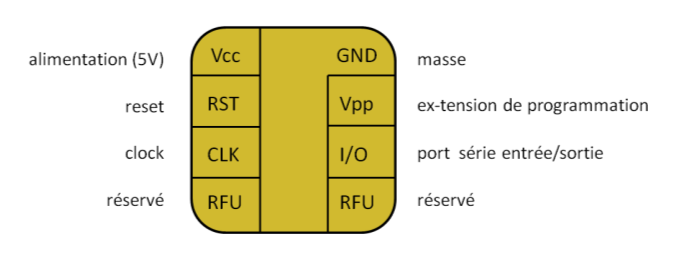 alimentation (5V) Vcc GND masse
reset RST Vpp ex-tension de programmation
clock CLK I/O port série entrée/sortie
réservé RFU RFU réservé